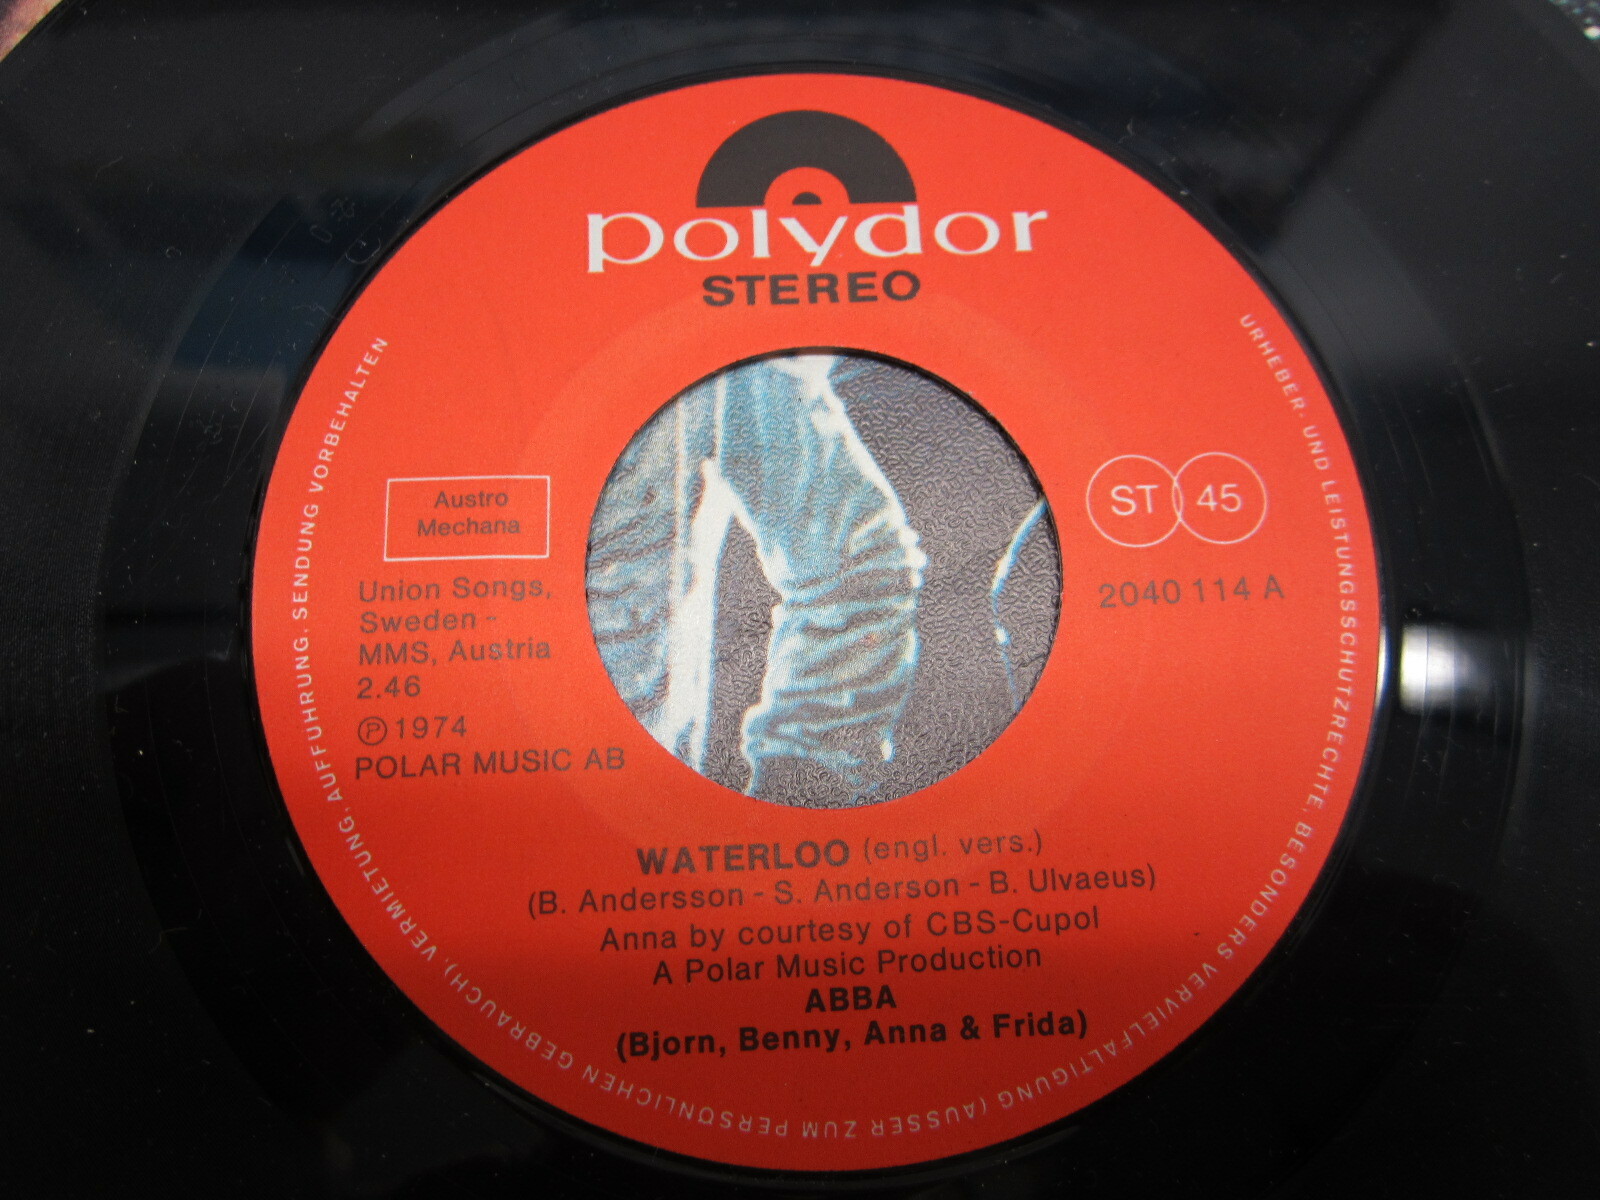 polydor
STEREO
Austro
Mechana
Union Songs,
Sweden -
MMS, Austria
2.46
Ⓟ 1974
POLAR MUSIC AB
ST 45
2040 114 A
WATERLOO (engl. vers.)
(B. Andersson - S. Anderson - B. Ulvaeus)
Anna by courtesy of CBS-Cupol
A Polar Music Production
ABBA
(Bjorn, Benny, Anna & Frida)
URHEBER- UND LEISTUNGSSCHUTZRECHTE, BESONDERS VERVIELFÄLTIGUNG (AUSSER ZUM PERSÖNLICHEN GEBRAUCH), VERMIETUNG, AUFFÜHRUNG, SENDUNG VORBEHALTEN